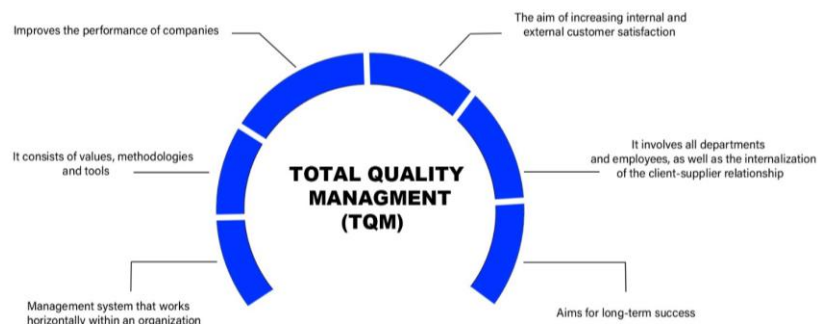 Improves the performance of companies
The aim of increasing internal and
external customer satisfaction
It consists of values, methodologies
and tools
TOTAL QUALITY
MANAGMENT
(TQM)
It involves all departments
and employees, as well as the internalization
of the client-supplier relationship
Management system that works
horizontally within an organization
Aims for long-term success